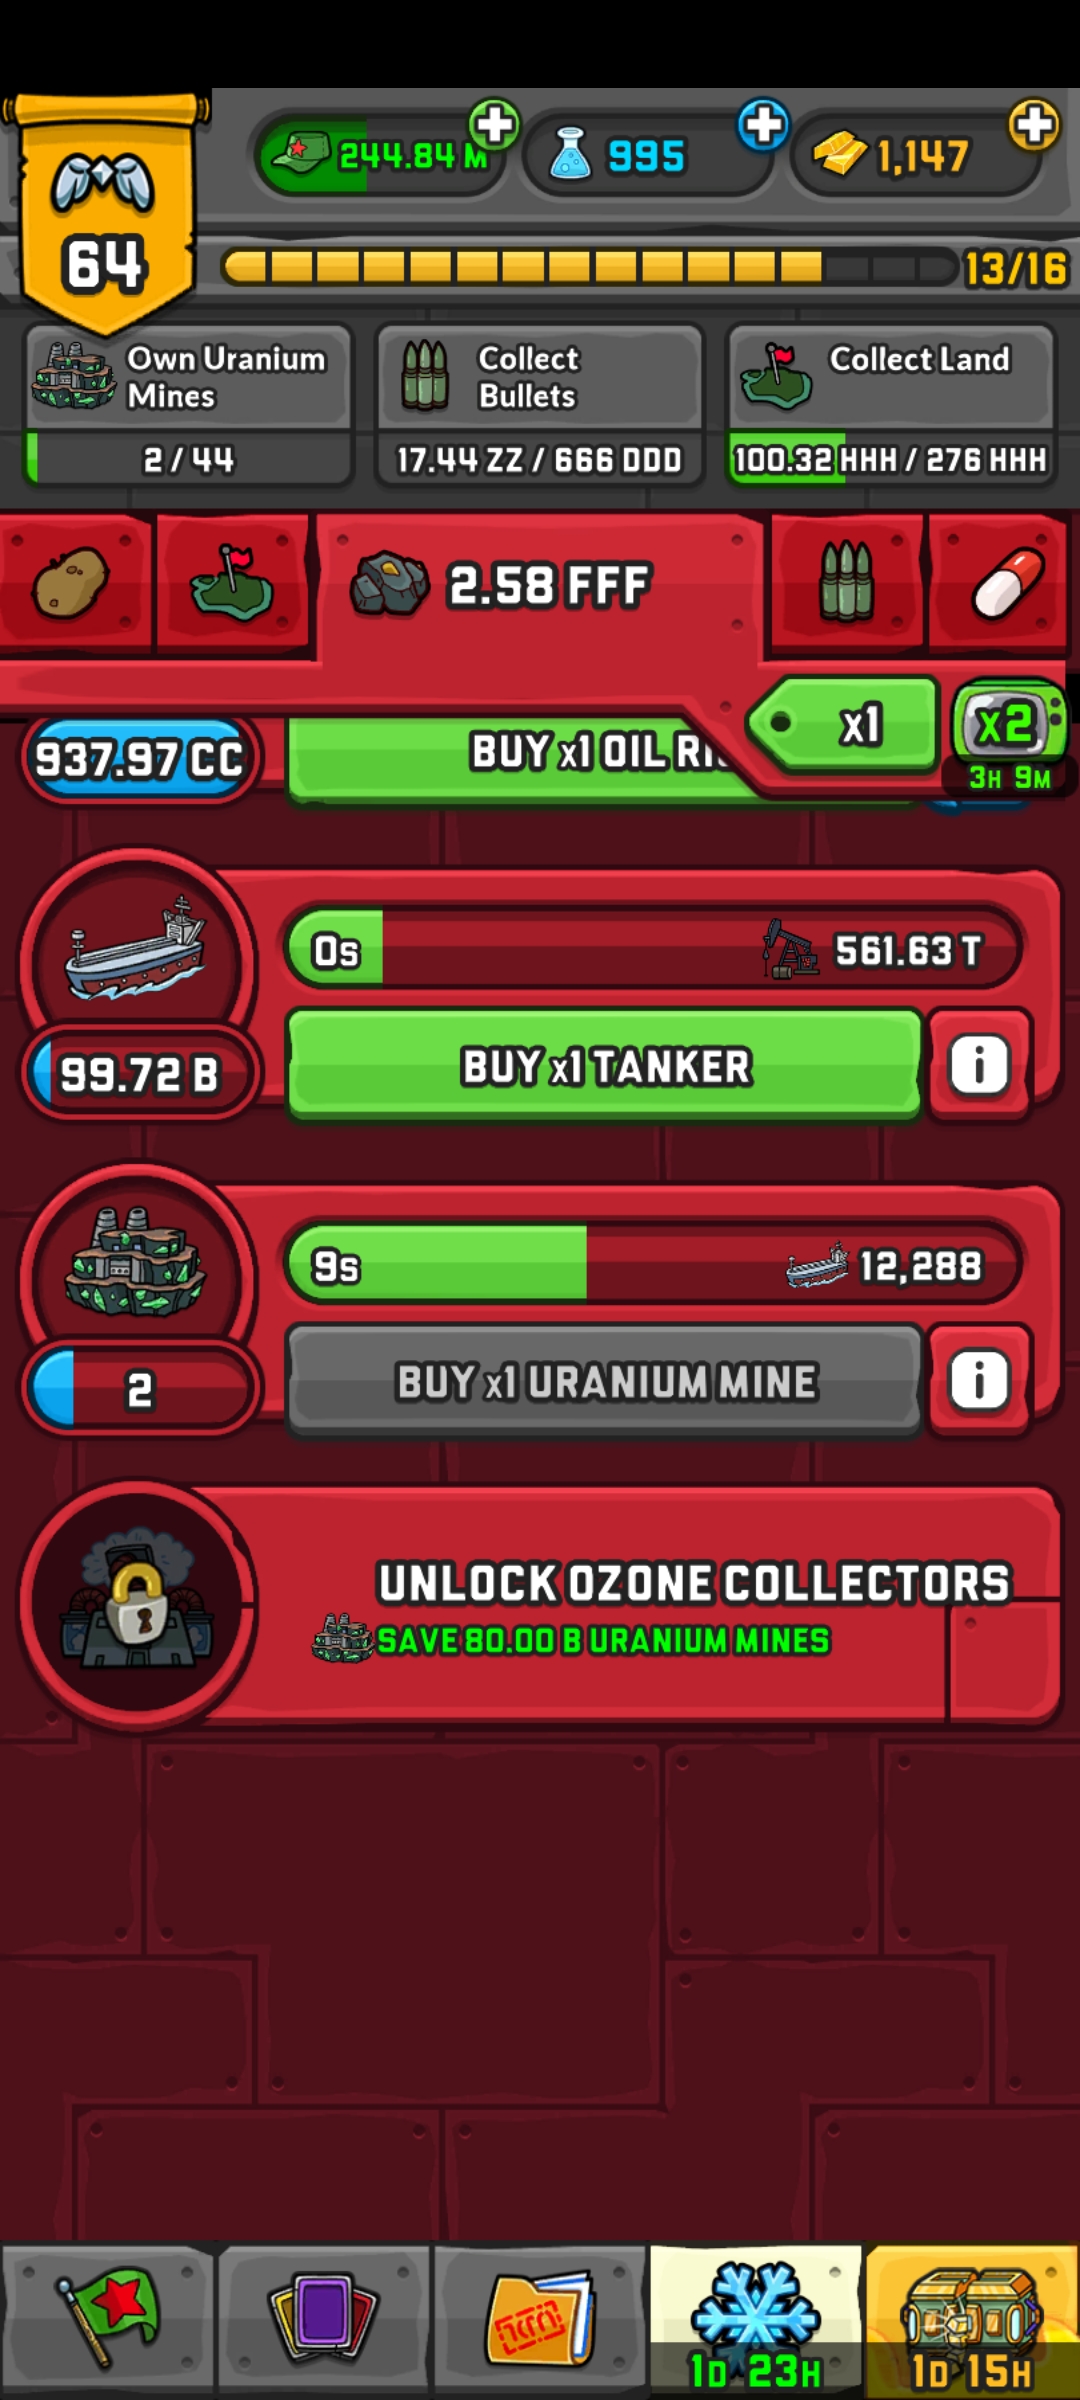 244.84 M
995
1,147
64
13/16
Own Uranium Mines
2 / 44
Collect Bullets
17.44 ZZ / 666 DDD
Collect Land
100.32 HHH / 276 HHH
2.58 FFF
x1
x2
3H 9M
937.97 CC
BUY x1 OIL
0s
561.63 T
99.72 B
BUY x1 TANKER
i
9s
12,288
2
BUY x1 URANIUM MINE
i
UNLOCK OZONE COLLECTORS
SAVE 80.00 B URANIUM MINES
1D 23H
1D 15H